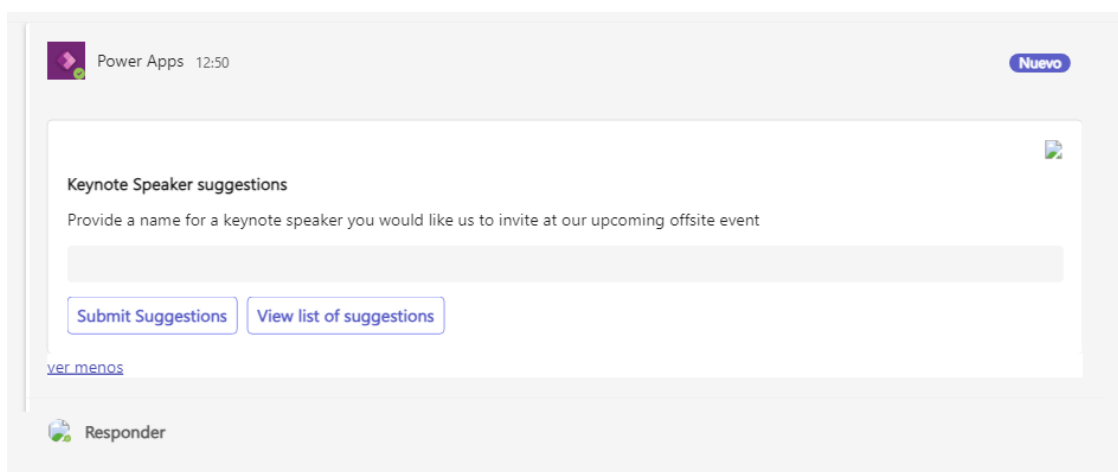 Power Apps 12:50
Nuevo
Keynote Speaker suggestions
Provide a name for a keynote speaker you would like us to invite at our upcoming offsite event
Submit Suggestions View list of suggestions
ver menos
Responder